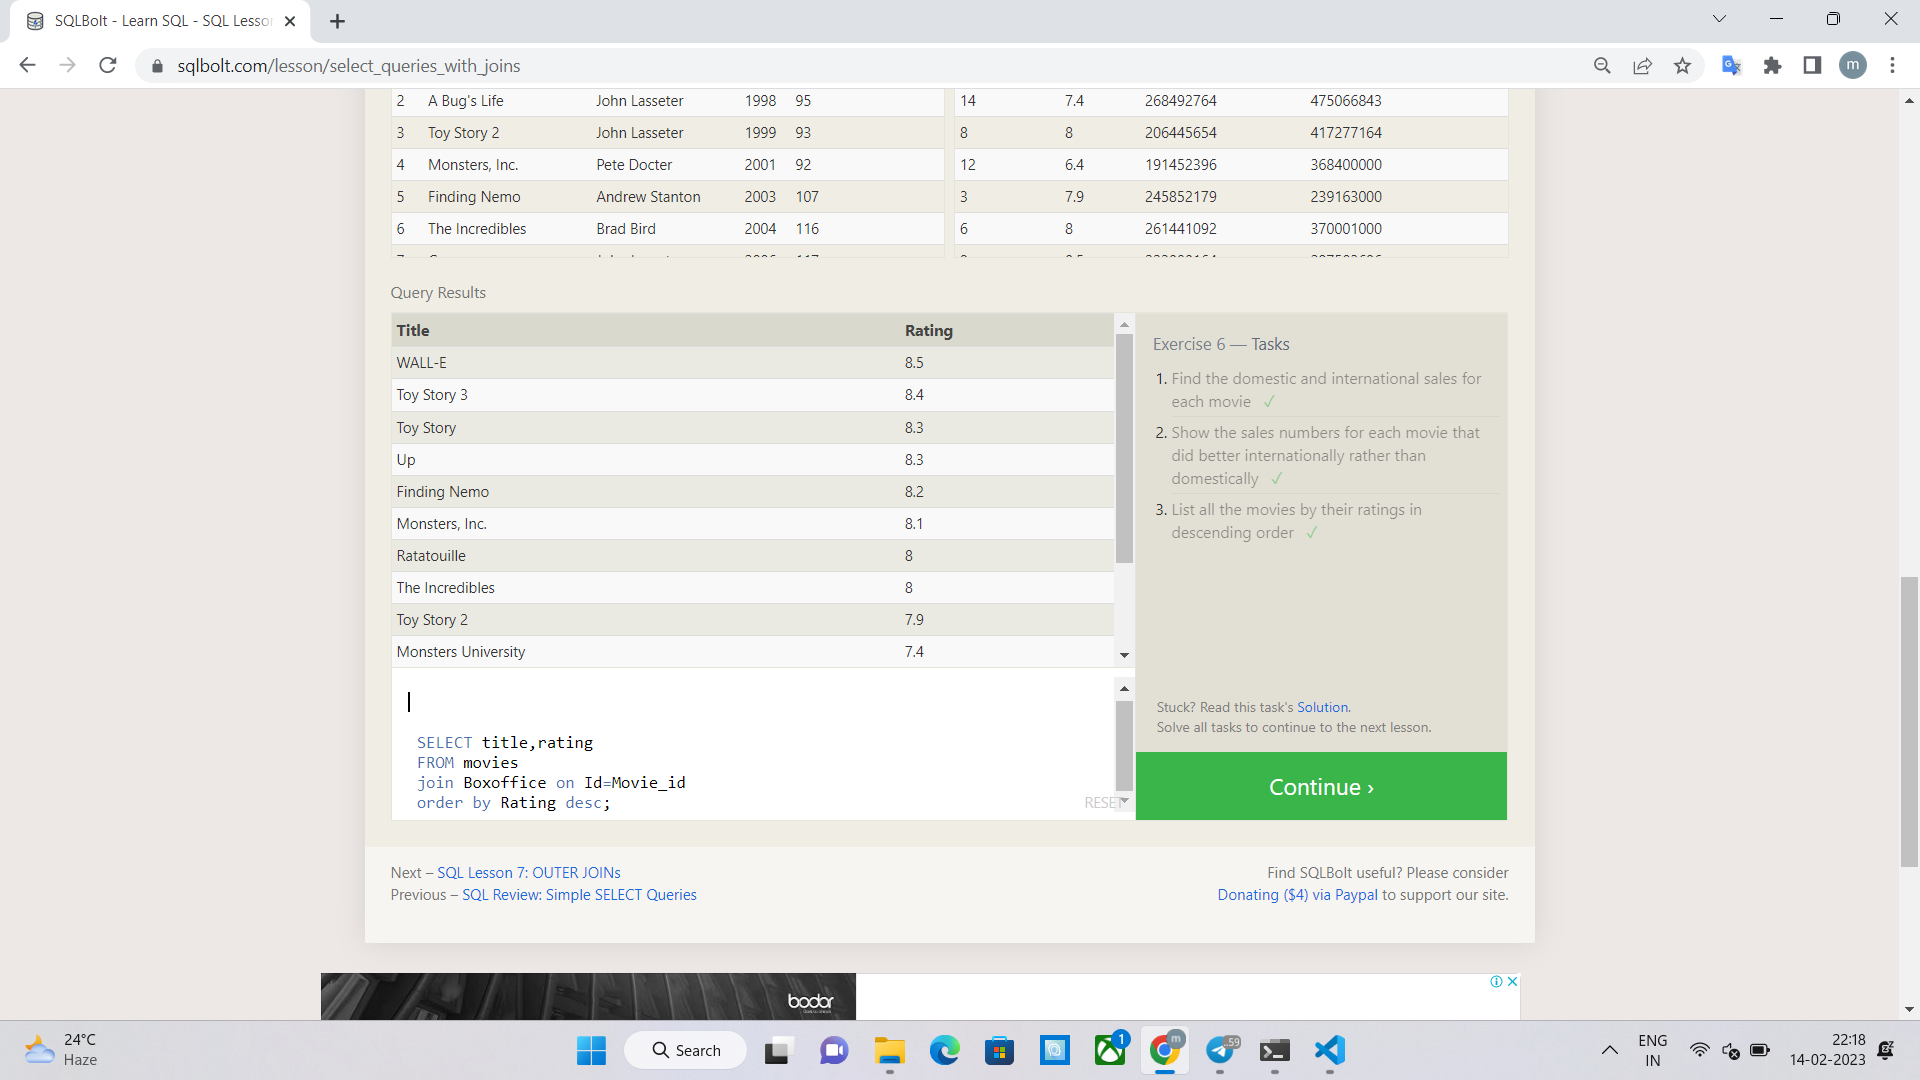 SQLBolt - Learn SQL - SQL Lesso
sqlbolt.com/lesson/select_queries_with_joins
m
2 A Bug's Life John Lasseter 1998 95 14 7.4 268492764 475066843
3 Toy Story 2 John Lasseter 1999 93 8 8 206445654 417277164
4 Monsters, Inc. Pete Docter 2001 92 12 6.4 191452396 368400000
5 Finding Nemo Andrew Stanton 2003 107 3 7.9 245852179 239163000
6 The Incredibles Brad Bird 2004 116 6 8 261441092 370001000
Query Results
Title Rating
WALL-E 8.5
Toy Story 3 8.4
Toy Story 8.3
Up 8.3
Finding Nemo 8.2
Monsters, Inc. 8.1
Ratatouille 8
The Incredibles 8
Toy Story 2 7.9
Monsters University 7.4
Exercise 6 — Tasks
1. Find the domestic and international sales for
each movie ✓
2. Show the sales numbers for each movie that
did better internationally rather than
domestically ✓
3. List all the movies by their ratings in
descending order ✓
Stuck? Read this task's Solution.
Solve all tasks to continue to the next lesson.
Continue ›
SELECT title,rating
FROM movies
join Boxoffice on Id=Movie_id
order by Rating desc;
RESET
Next – SQL Lesson 7: OUTER JOINs
Previous – SQL Review: Simple SELECT Queries
Find SQLBolt useful? Please consider
Donating ($4) via Paypal to support our site.
bodor
24°C
Haze
Search
1
m
59
ENG
IN
22:18
14-02-2023